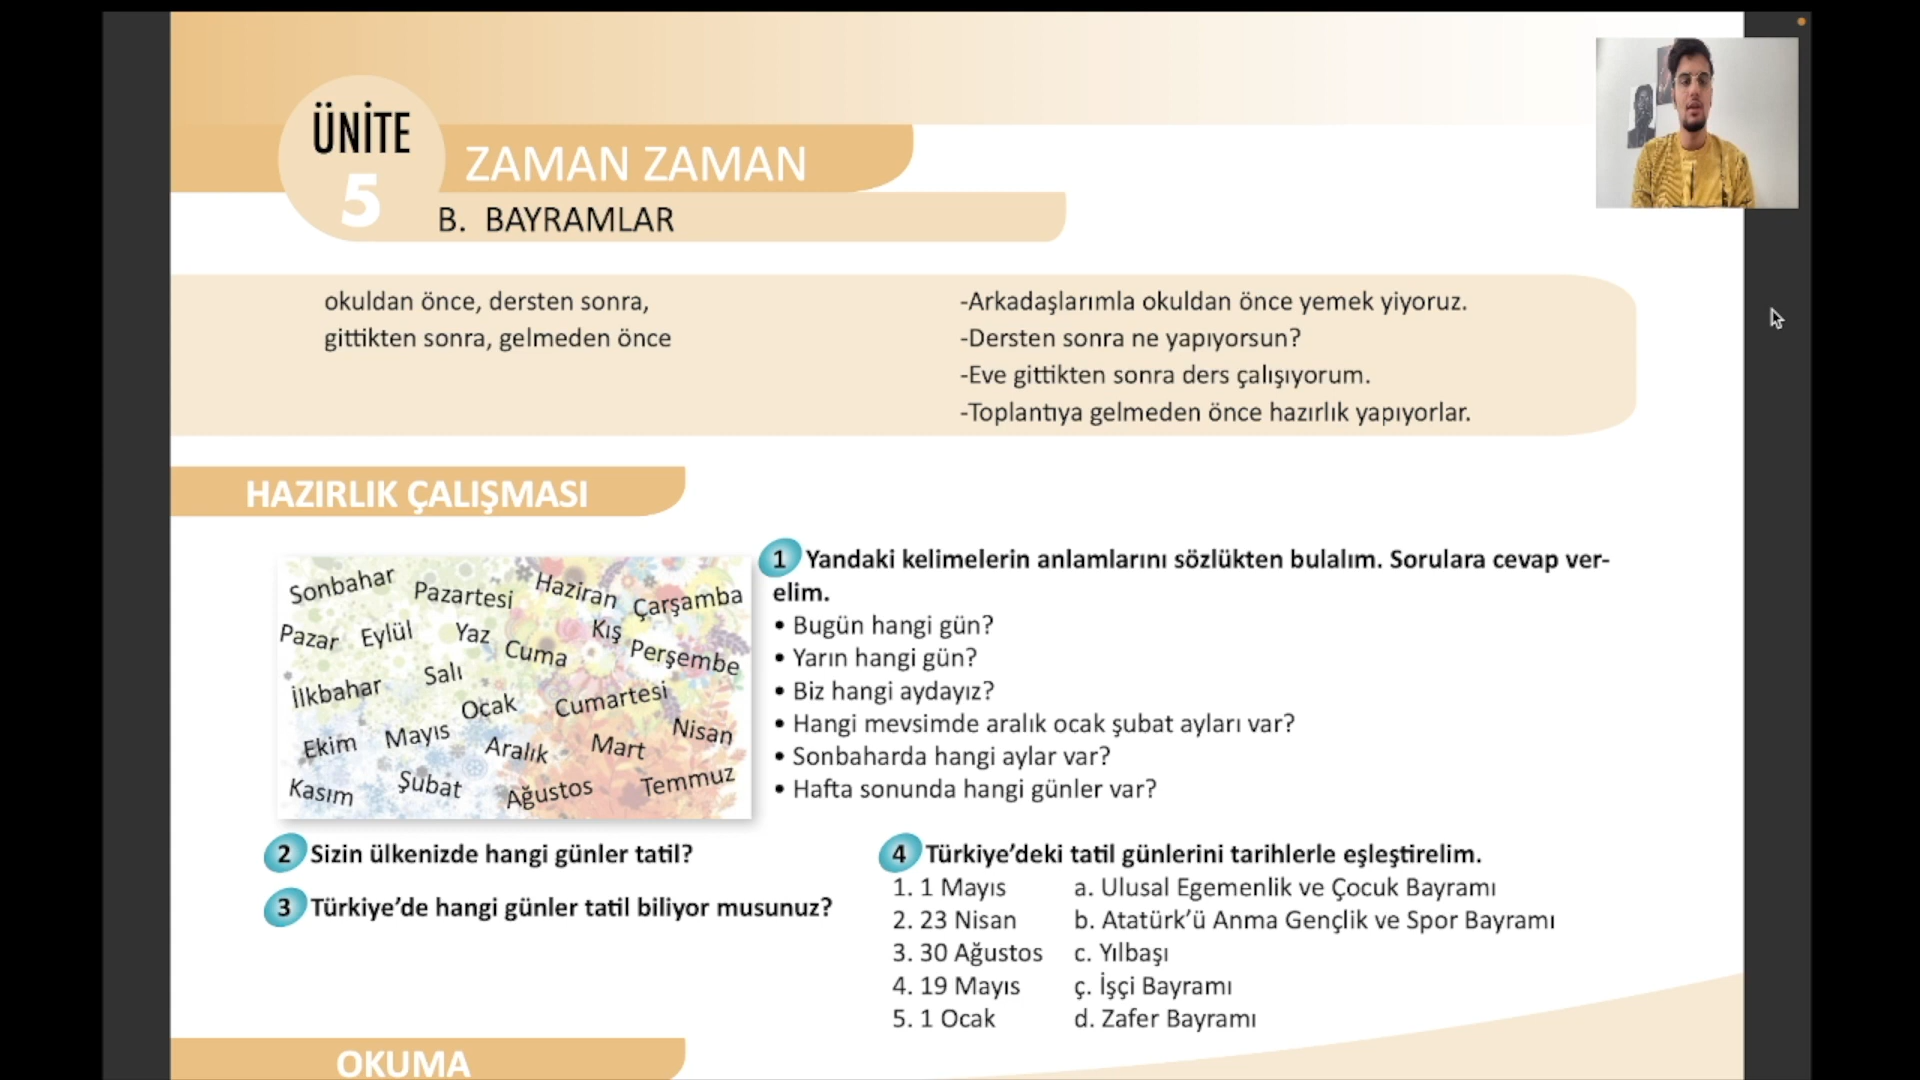 ÜNİTE
5
ZAMAN ZAMAN
B. BAYRAMLAR
okuldan önce, dersten sonra,
gittikten sonra, gelmeden önce
-Arkadaşlarımla okuldan önce yemek yiyoruz.
-Dersten sonra ne yapıyorsun?
-Eve gittikten sonra ders çalışıyorum.
-Toplantıya gelmeden önce hazırlık yapıyorlar.
HAZIRLIK ÇALIŞMASI
Sonbahar Pazartesi Haziran Çarşamba
Pazar Eylül Yaz Cuma Kış Perşembe
İlkbahar Salı Ocak Cumartesi
Ekim Mayıs Aralık Mart Nisan
Kasım Şubat Ağustos Temmuz
1 Yandaki kelimelerin anlamlarını sözlükten bulalım. Sorulara cevap ver-
elim.
• Bugün hangi gün?
• Yarın hangi gün?
• Biz hangi aydayız?
• Hangi mevsimde aralık ocak şubat ayları var?
• Sonbaharda hangi aylar var?
• Hafta sonunda hangi günler var?
2 Sizin ülkenizde hangi günler tatil?
3 Türkiye’de hangi günler tatil biliyor musunuz?
4 Türkiye’deki tatil günlerini tarihlerle eşleştirelim.
1. 1 Mayıs a. Ulusal Egemenlik ve Çocuk Bayramı
2. 23 Nisan b. Atatürk’ü Anma Gençlik ve Spor Bayramı
3. 30 Ağustos c. Yılbaşı
4. 19 Mayıs ç. İşçi Bayramı
5. 1 Ocak d. Zafer Bayramı
OKUMA